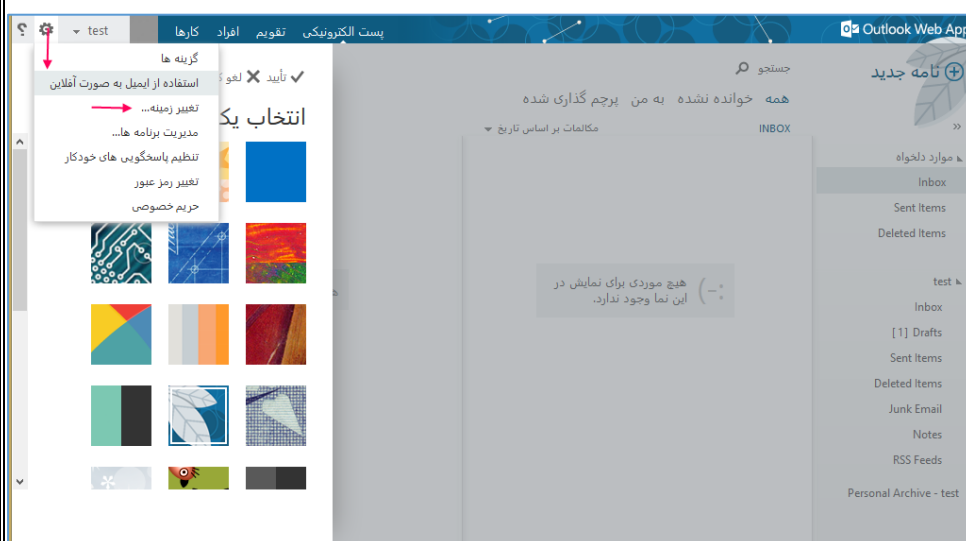 Outlook Web App
پست الکترونیکی تقویم افراد کارها
test
؟
نامه جدید
موارد دلخواه
Inbox
Sent Items
Deleted Items
test
Inbox
Drafts [1]
Sent Items
Deleted Items
Junk Email
Notes
RSS Feeds
Personal Archive - test
جستجو
همه خوانده نشده به من پرچم گذاری شده
INBOX
مکالمات بر اساس تاریخ
هیچ موردی برای نمایش در
این نما وجود ندارد.
:-)
تأیید
لغو
انتخاب
گزینه ها
استفاده از ایمیل به صورت آفلاین
تغییر زمینه...
مدیریت برنامه ها...
تنظیم پاسخگویی های خودکار
تغییر رمز عبور
حریم خصوصی